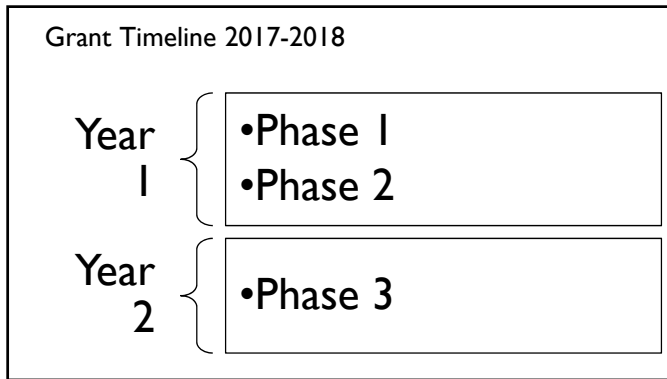 Grant Timeline 2017-2018
Year
1
•Phase 1
•Phase 2
Year
2
•Phase 3